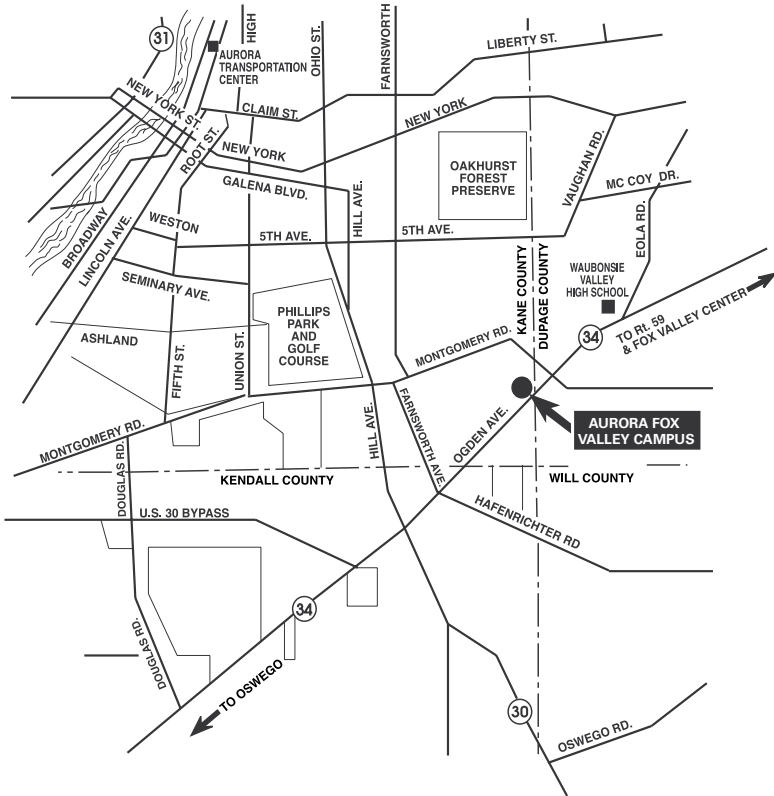 31
HIGH
OHIO ST.
FARNSWORTH
LIBERTY ST.
AURORA
TRANSPORTATION
CENTER
NEW YORK ST.
CLAIM ST.
NEW YORK
ROOT ST.
NEW YORK
OAKHURST
FOREST
PRESERVE
VAUGHAN RD.
MC COY DR.
GALENA BLVD.
HILL AVE.
WESTON
5TH AVE.
5TH AVE.
EOLA RD.
BROADWAY
LINCOLN AVE.
SEMINARY AVE.
KANE COUNTY
DUPAGE COUNTY
WAUBONSIE
VALLEY
HIGH SCHOOL
PHILLIPS
PARK
AND
GOLF
COURSE
ASHLAND
FIFTH ST.
UNION ST.
MONTGOMERY RD.
34
TO Rt. 59
& FOX VALLEY CENTER
AURORA FOX
VALLEY CAMPUS
MONTGOMERY RD.
DOUGLAS RD.
HILL AVE.
FARNSWORTH AVE.
OGDEN AVE.
KENDALL COUNTY
WILL COUNTY
U.S. 30 BYPASS
HAFENRICHTER RD
34
DOUGLAS RD.
TO OSWEGO
30
OSWEGO RD.